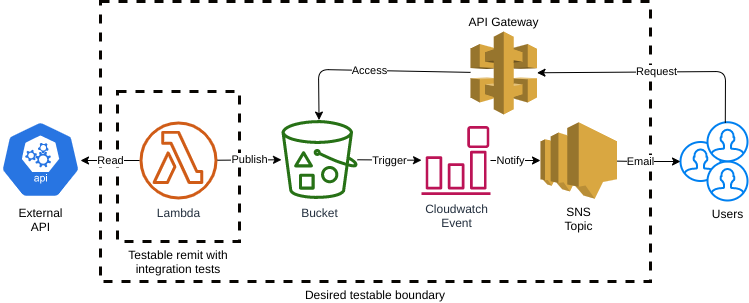 API Gateway
Access
Request
Read
Publish
Trigger
Notify
Email
api
External
API
Lambda
Bucket
Cloudwatch
Event
SNS
Topic
Users
Testable remit with
integration tests
Desired testable boundary